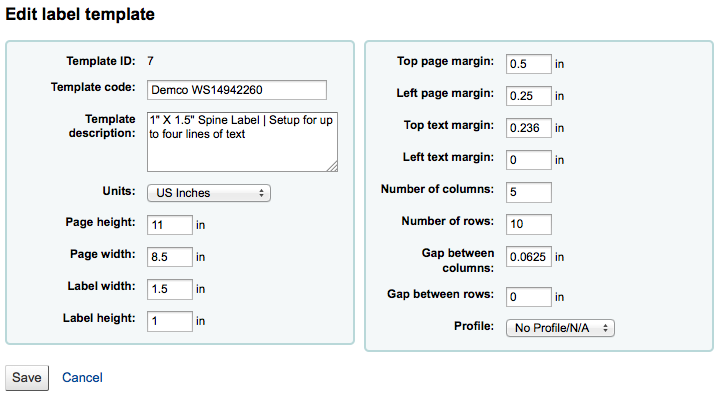 Edit label template
Template ID: 7
Template code: Demco WS14942260
Template description: 1" X 1.5" Spine Label | Setup for up
to four lines of text
Units: US Inches
Page height: 11 in
Page width: 8.5 in
Label width: 1.5 in
Label height: 1 in
Top page margin: 0.5 in
Left page margin: 0.25 in
Top text margin: 0.236 in
Left text margin: 0 in
Number of columns: 5
Number of rows: 10
Gap between columns: 0.0625 in
Gap between rows: 0 in
Profile: No Profile/N/A
Save Cancel